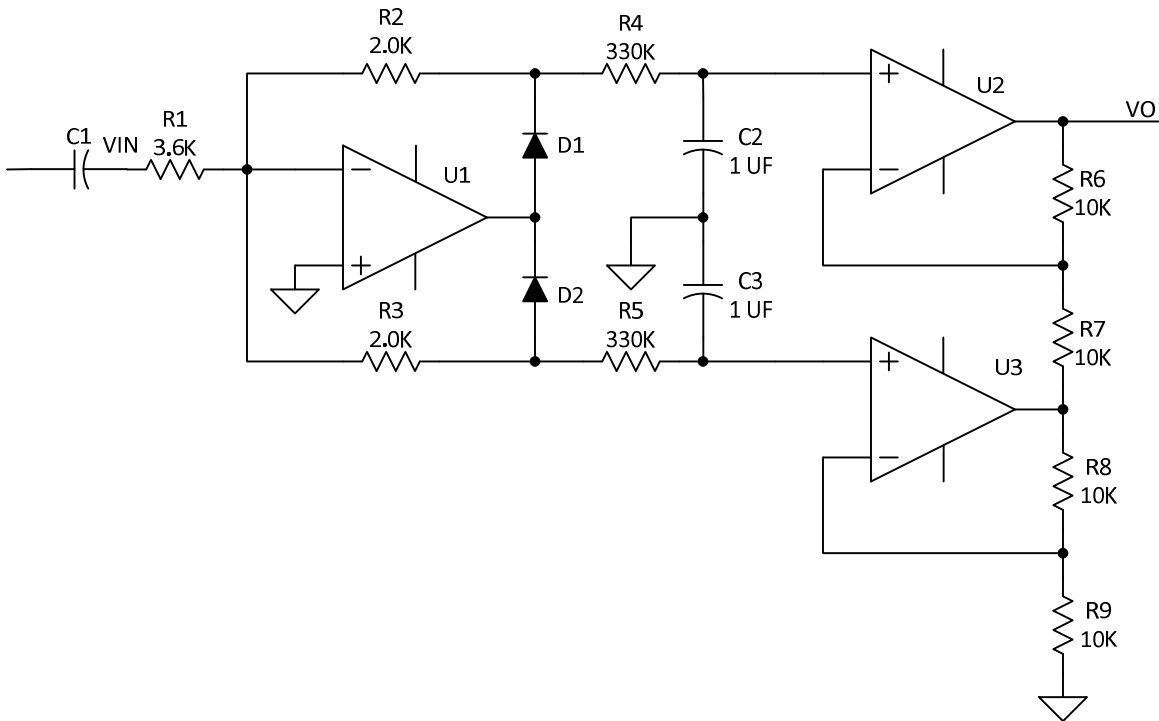 R2
2.0K
R4
330K
U2
VO
C1
VIN
R1
3.6K
D1
C2
1 UF
U1
R6
10K
D2
C3
1 UF
R3
2.0K
R5
330K
R7
10K
U3
R8
10K
R9
10K